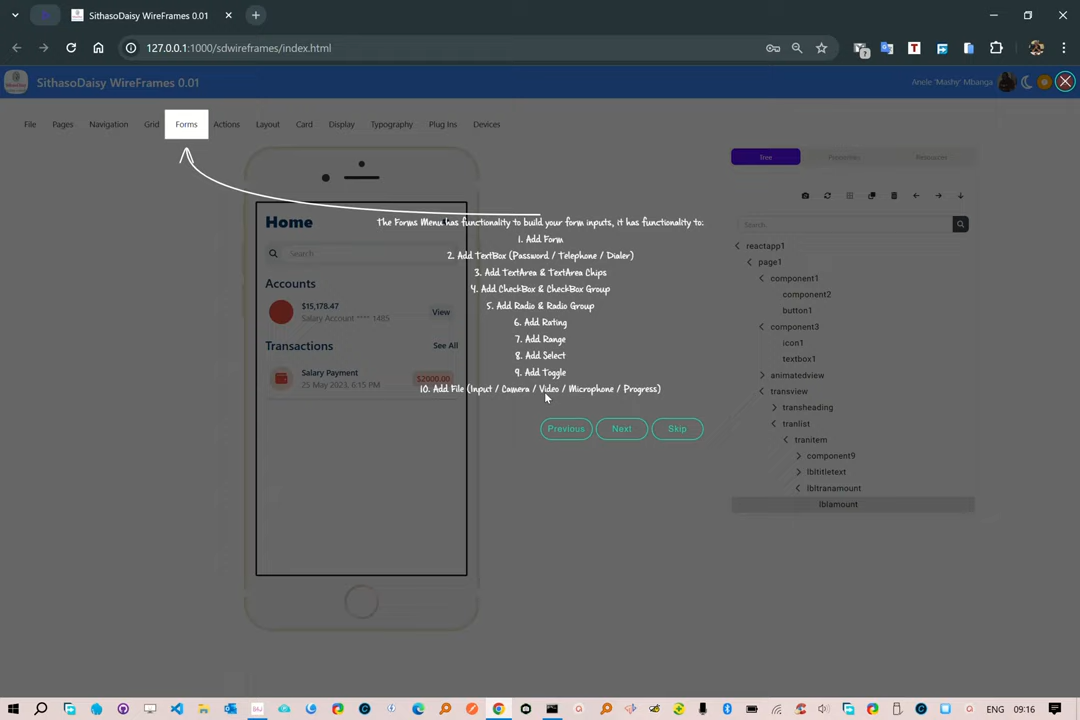 SithasoDaisy WireFrames 0.01
127.0.0.1:1000/sdwireframes/index.html
SithasoDaisy WireFrames 0.01
Anele "Mashy" Mbanga
File Pages Navigation Grid Forms Actions Layout Card Display Typography Plug Ins Devices
Tree Properties Resources
Home
Search
Accounts
$15,178.47
Salary Account **** 1485
View
Transactions
See All
Salary Payment
25 May 2023, 6:15 PM
$2000.00
The Forms Menu has functionality to build your form inputs, it has functionality to:
1. Add Form
2. Add TextBox (Password / Telephone / Dialer)
3. Add TextArea & TextArea Chips
4. Add CheckBox & CheckBox Group
5. Add Radio & Radio Group
6. Add Rating
7. Add Range
8. Add Select
9. Add Toggle
10. Add File (Input / Camera / Video / Microphone / Progress)
Previous Next Skip
Search..
reactapp1
page1
component1
component2
button1
component3
icon1
textbox1
animatedview
transview
transheading
tranlist
tranitem
component9
lbltitletext
lbltranamount
lblamount
ENG 09:16